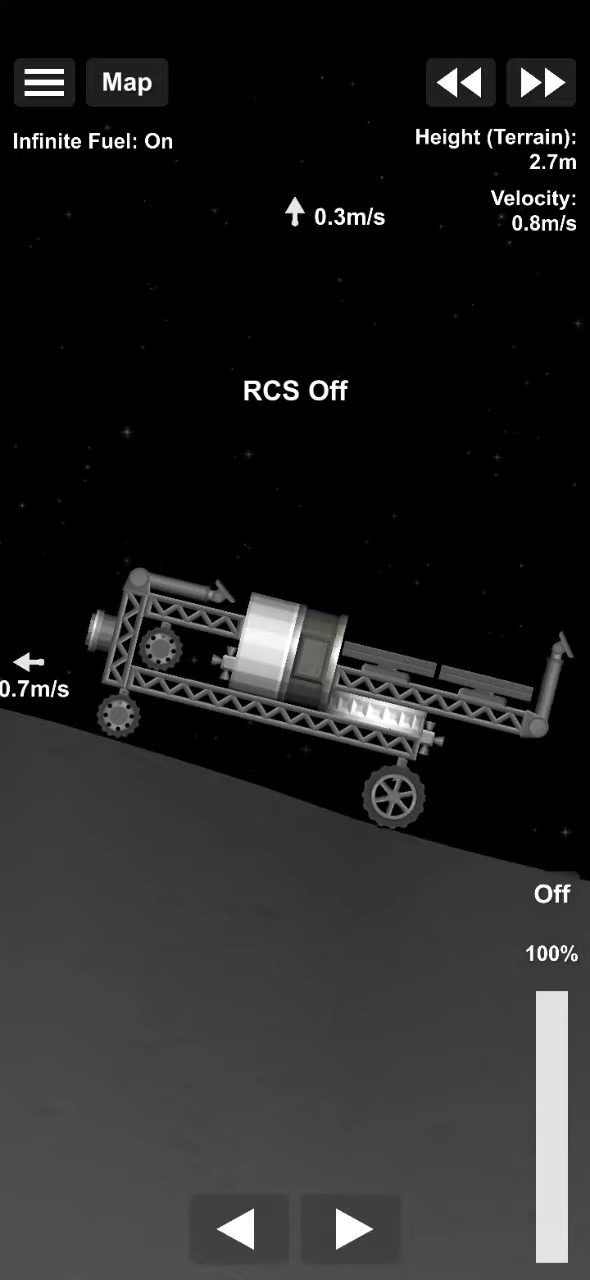 Map
Infinite Fuel: On
Height (Terrain):
2.7m
Velocity:
0.8m/s
0.3m/s
RCS Off
0.7m/s
Off
100%